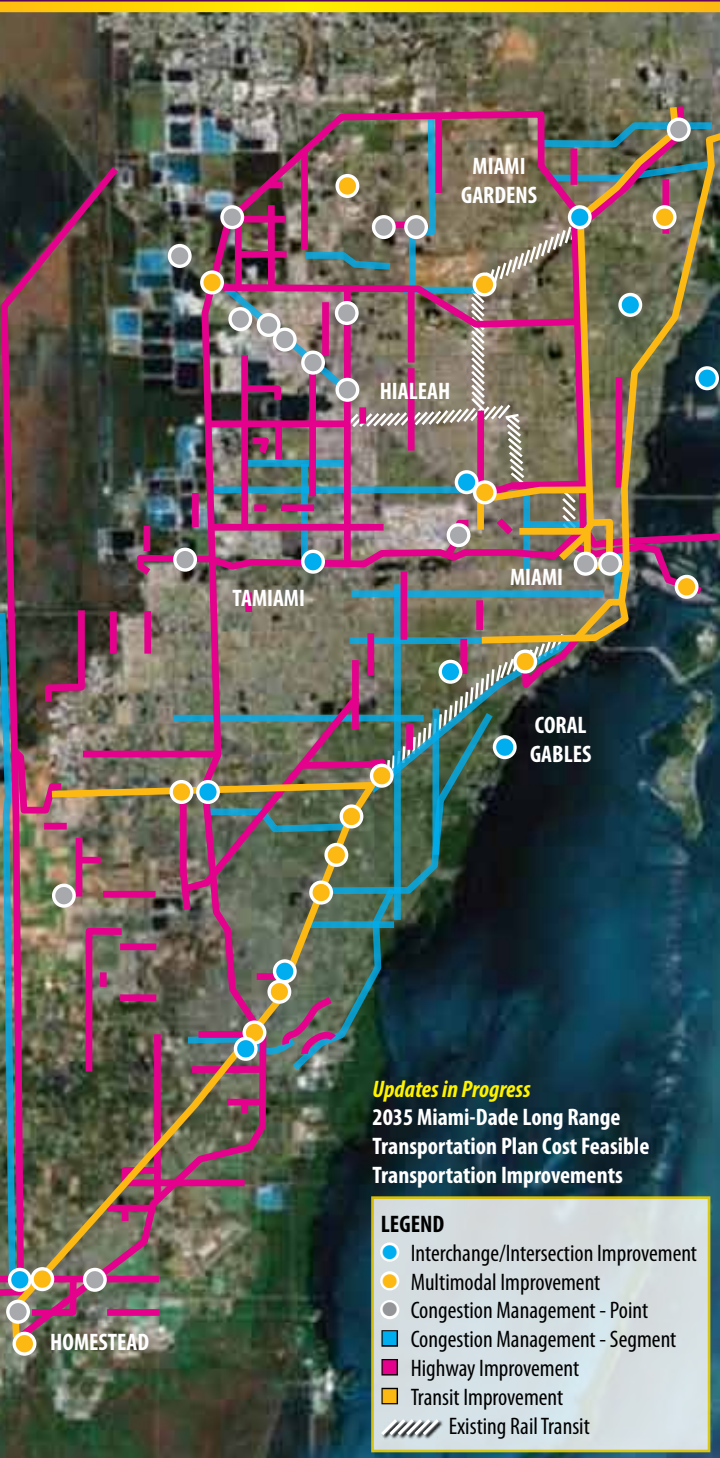 MIAMI
GARDENS
HIALEAH
MIAMI
TAMIAMI
CORAL
GABLES
Updates in Progress
2035 Miami-Dade Long Range
Transportation Plan Cost Feasible
Transportation Improvements
LEGEND
Interchange/Intersection Improvement
Multimodal Improvement
Congestion Management - Point
Congestion Management - Segment
Highway Improvement
Transit Improvement
Existing Rail Transit
HOMESTEAD